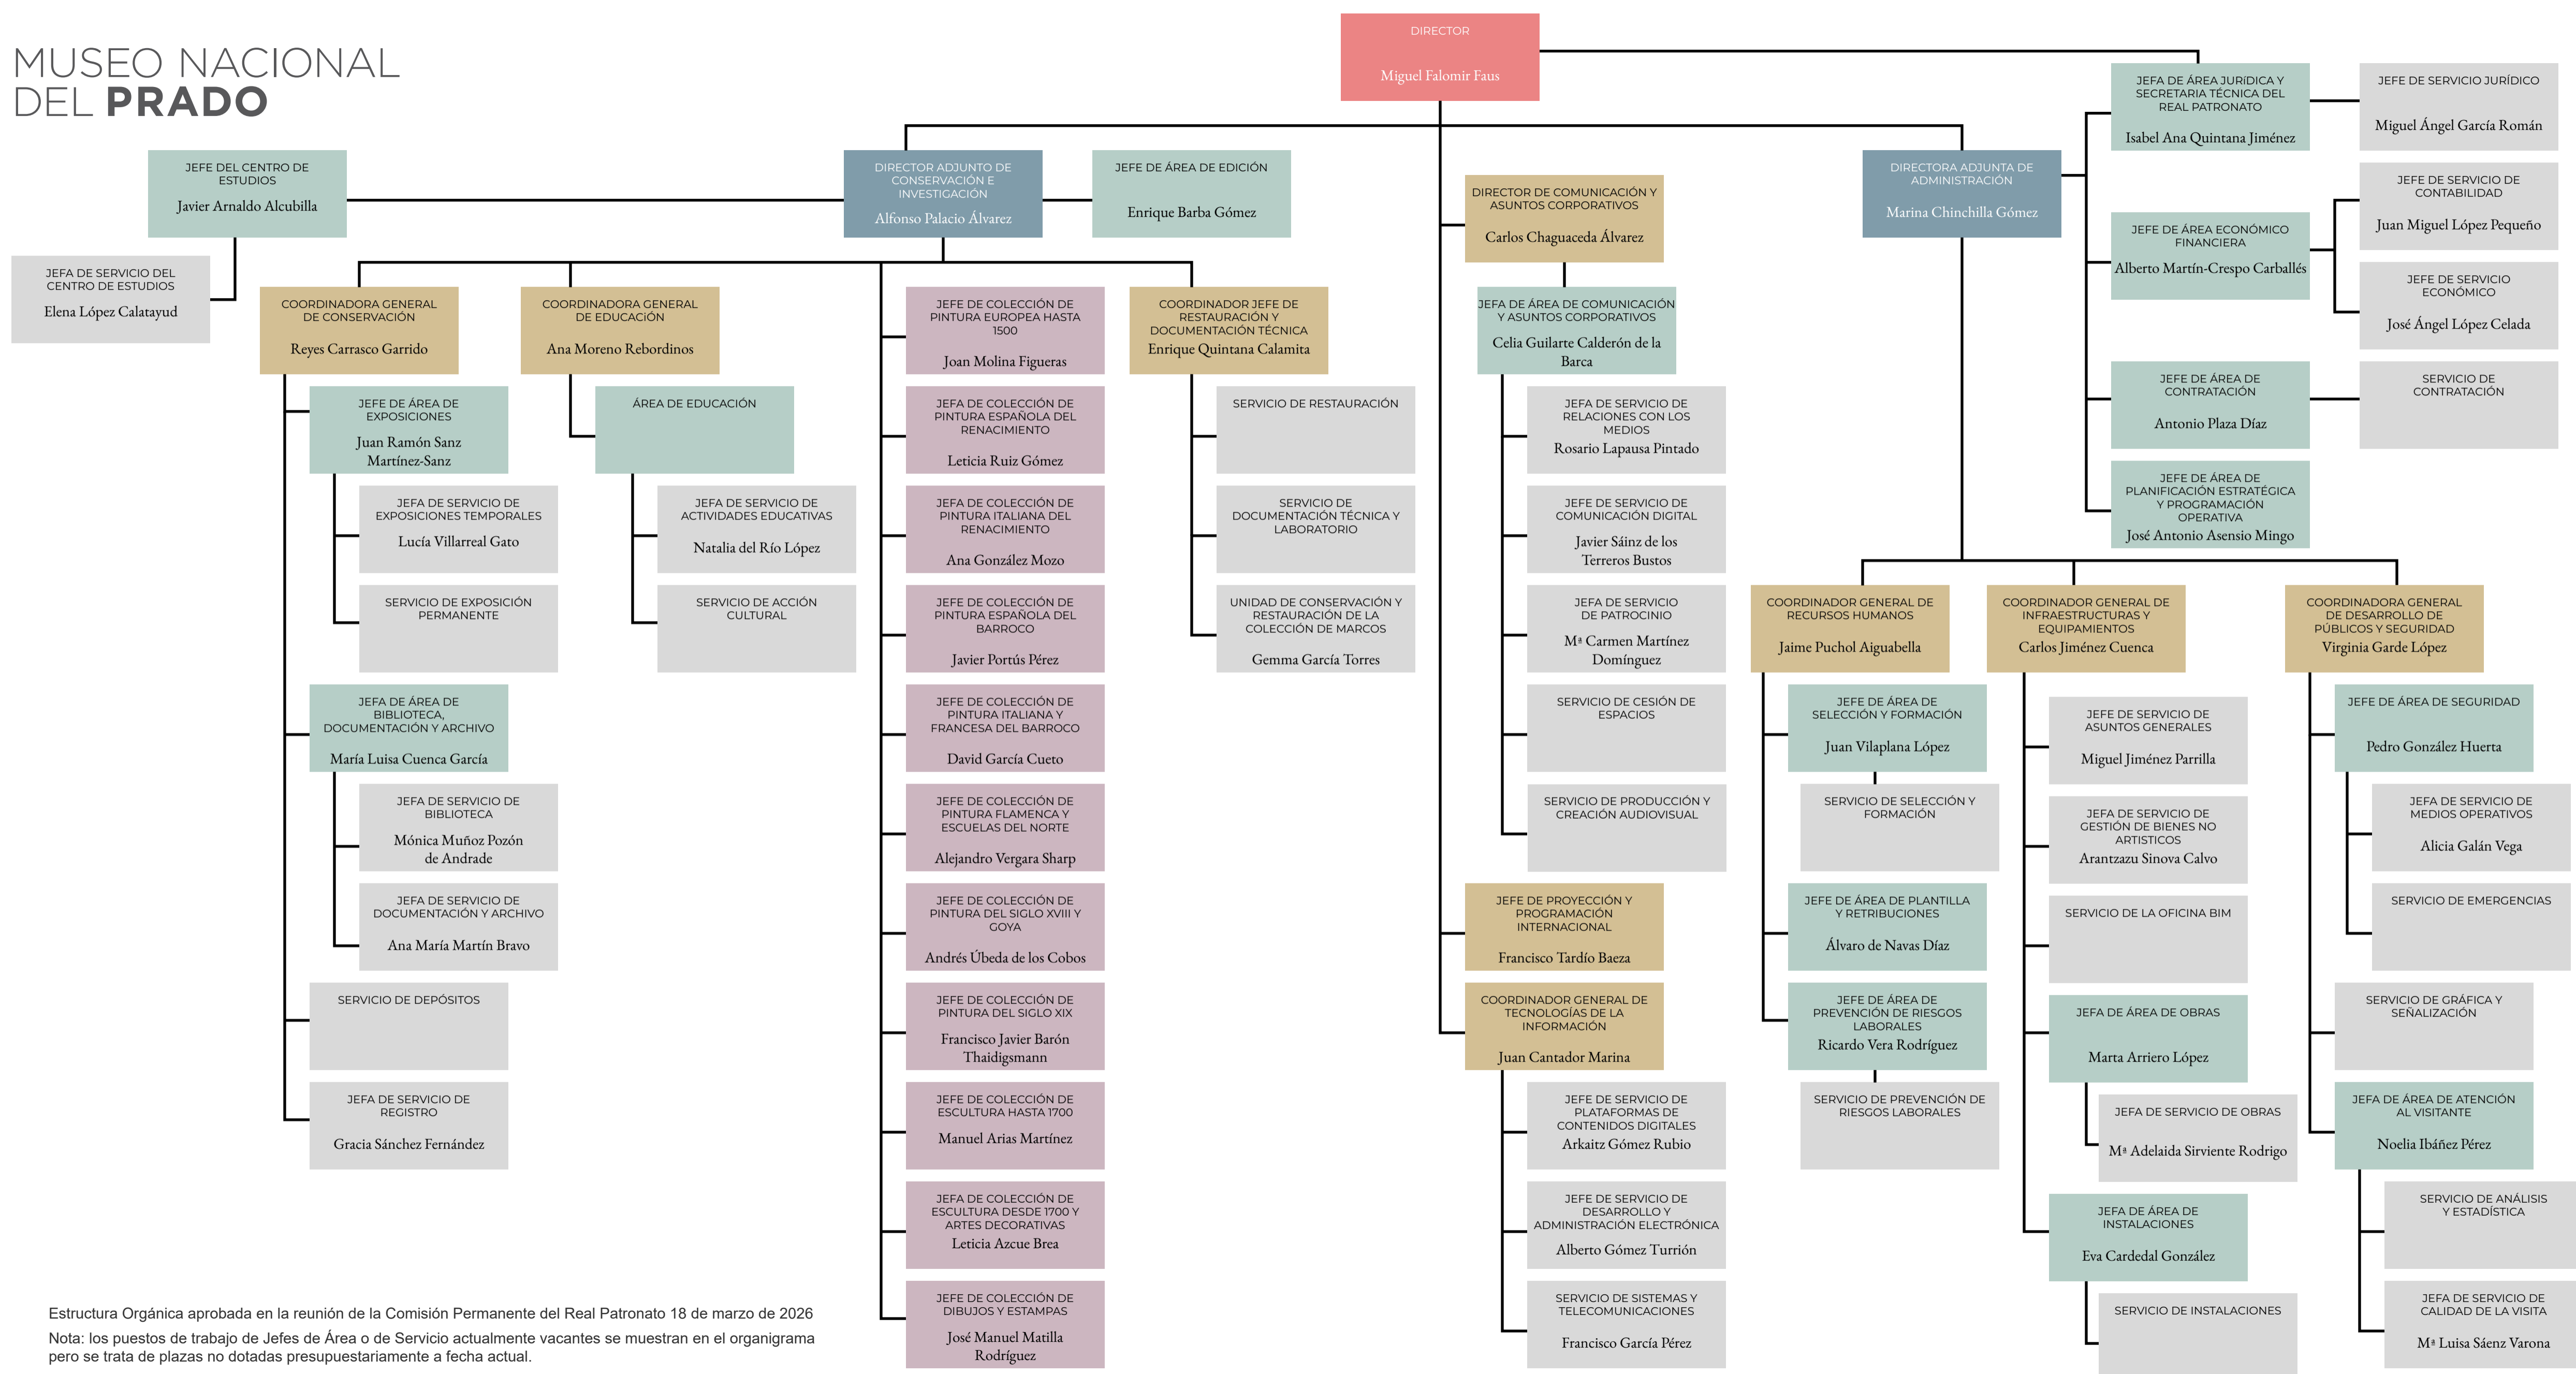 MUSEO NACIONAL
DEL PRADO
DIRECTOR
Miguel Falomir Faus
JEFA DE ÁREA JURíDICA Y
SECRETARIA TÉCNICA DEL
REAL PATRONATO
Isabel Ana Quintana Jiménez
JEFE DE SERVICIO JURÍDICO
Miguel Ángel García Román
JEFE DEL CENTRO DE
ESTUDIOS
Javier Arnaldo Alcubilla
JEFA DE SERVICIO DEL
CENTRO DE ESTUDIOS
Elena López Calatayud
DIRECTOR ADJUNTO DE
CONSERVACIÓN E
INVESTIGACIÓN
Alfonso Palacio Álvarez
JEFE DE ÁREA DE EDICIÓN
Enrique Barba Gómez
COORDINADORA GENERAL
DE CONSERVACIÓN
Reyes Carrasco Garrido
JEFE DE ÁREA DE
EXPOSICIONES
Juan Ramón Sanz
Martínez-Sanz
JEFA DE SERVICIO DE
EXPOSICIONES TEMPORALES
Lucía Villarreal Gato
SERVICIO DE EXPOSICIÓN
PERMANENTE
JEFA DE ÁREA DE
BIBLIOTECA,
DOCUMENTACIÓN Y ARCHIVO
María Luisa Cuenca García
JEFA DE SERVICIO DE
BIBLIOTECA
Mónica Muñoz Pozón
de Andrade
JEFA DE SERVICIO DE
DOCUMENTACIÓN Y ARCHIVO
Ana María Martín Bravo
SERVICIO DE DEPÓSITOS
JEFA DE SERVICIO DE
REGISTRO
Gracia Sánchez Fernández
COORDINADORA GENERAL
DE EDUCACiÓN
Ana Moreno Rebordinos
ÁREA DE EDUCACIÓN
JEFA DE SERVICIO DE
ACTIVIDADES EDUCATIVAS
Natalia del Río López
SERVICIO DE ACCIÓN
CULTURAL
JEFE DE COLECCIÓN DE
PINTURA EUROPEA HASTA
1500
Joan Molina Figueras
JEFA DE COLECCIÓN DE
PINTURA ESPAÑOLA DEL
RENACIMIENTO
Leticia Ruiz Gómez
JEFA DE COLECCIÓN DE
PINTURA ITALIANA DEL
RENACIMIENTO
Ana González Mozo
JEFE DE COLECCIÓN DE
PINTURA ESPAÑOLA DEL
BARROCO
Javier Portús Pérez
JEFE DE COLECCIÓN DE
PINTURA ITALIANA Y
FRANCESA DEL BARROCO
David García Cueto
JEFE DE COLECCIÓN DE
PINTURA FLAMENCA Y
ESCUELAS DEL NORTE
Alejandro Vergara Sharp
JEFE DE COLECCIÓN DE
PINTURA DEL SIGLO XVIII Y
GOYA
Andrés Úbeda de los Cobos
JEFE DE COLECCIÓN DE
PINTURA DEL SIGLO XIX
Francisco Javier Barón
Thaidigsmann
JEFE DE COLECCIÓN DE
ESCULTURA HASTA 1700
Manuel Arias Martínez
JEFA DE COLECCIÓN DE
ESCULTURA DESDE 1700 Y
ARTES DECORATIVAS
Leticia Azcue Brea
JEFE DE COLECCIÓN DE
DIBUJOS Y ESTAMPAS
José Manuel Matilla
Rodríguez
COORDINADOR JEFE DE
RESTAURACIÓN Y
DOCUMENTACIÓN TÉCNICA
Enrique Quintana Calamita
SERVICIO DE RESTAURACIÓN
SERVICIO DE
DOCUMENTACIÓN TÉCNICA Y
LABORATORIO
UNIDAD DE CONSERVACIÓN Y
RESTAURACIÓN DE LA
COLECCIÓN DE MARCOS
Gemma García Torres
DIRECTOR DE COMUNICACIÓN Y
ASUNTOS CORPORATIVOS
Carlos Chaguaceda Álvarez
JEFA DE ÁREA DE COMUNICACIÓN
Y ASUNTOS CORPORATIVOS
Celia Guilarte Calderón de la
Barca
JEFA DE SERVICIO DE
RELACIONES CON LOS
MEDIOS
Rosario Lapausa Pintado
JEFE DE SERVICIO DE
COMUNICACIÓN DIGITAL
Javier Sáinz de los
Terreros Bustos
JEFA DE SERVICIO
DE PATROCINIO
Mª Carmen Martínez
Domínguez
SERVICIO DE CESIÓN DE
ESPACIOS
SERVICIO DE PRODUCCIÓN Y
CREACIÓN AUDIOVISUAL
JEFE DE PROYECCIÓN Y
PROGRAMACIÓN
INTERNACIONAL
Francisco Tardío Baeza
COORDINADOR GENERAL DE
TECNOLOGÍAS DE LA
INFORMACIÓN
Juan Cantador Marina
JEFE DE SERVICIO DE
PLATAFORMAS DE
CONTENIDOS DIGITALES
Arkaitz Gómez Rubio
JEFE DE SERVICIO DE
DESARROLLO Y
ADMINISTRACIÓN ELECTRÓNICA
Alberto Gómez Turrión
SERVICIO DE SISTEMAS Y
TELECOMUNICACIONES
Francisco García Pérez
DIRECTORA ADJUNTA DE
ADMINISTRACIÓN
Marina Chinchilla Gómez
JEFE DE ÁREA ECONÓMICO
FINANCIERA
Alberto Martín-Crespo Carballés
JEFE DE SERVICIO DE
CONTABILIDAD
Juan Miguel López Pequeño
JEFE DE SERVICIO
ECONÓMICO
José Ángel López Celada
JEFE DE ÁREA DE
CONTRATACIÓN
Antonio Plaza Díaz
SERVICIO DE
CONTRATACIÓN
JEFE DE ÁREA DE
PLANIFICACIÓN ESTRATÉGICA
Y PROGRAMACIÓN
OPERATIVA
José Antonio Asensio Mingo
COORDINADOR GENERAL DE
RECURSOS HUMANOS
Jaime Puchol Aiguabella
JEFE DE ÁREA DE
SELECCIÓN Y FORMACIÓN
Juan Vilaplana López
SERVICIO DE SELECCIÓN Y
FORMACIÓN
JEFE DE ÁREA DE PLANTILLA
Y RETRIBUCIONES
Álvaro de Navas Díaz
JEFE DE ÁREA DE
PREVENCIÓN DE RIESGOS
LABORALES
Ricardo Vera Rodríguez
SERVICIO DE PREVENCIÓN DE
RIESGOS LABORALES
COORDINADOR GENERAL DE
INFRAESTRUCTURAS Y
EQUIPAMIENTOS
Carlos Jiménez Cuenca
JEFE DE SERVICIO DE
ASUNTOS GENERALES
Miguel Jiménez Parrilla
JEFA DE SERVICIO DE
GESTIÓN DE BIENES NO
ARTISTICOS
Arantzazu Sinova Calvo
SERVICIO DE LA OFICINA BIM
JEFA DE ÁREA DE OBRAS
Marta Arriero López
JEFA DE SERVICIO DE OBRAS
Mª Adelaida Sirviente Rodrigo
JEFA DE ÁREA DE
INSTALACIONES
Eva Cardedal González
SERVICIO DE INSTALACIONES
COORDINADORA GENERAL
DE DESARROLLO DE
PÚBLICOS Y SEGURIDAD
Virginia Garde López
JEFE DE ÁREA DE SEGURIDAD
Pedro González Huerta
JEFA DE SERVICIO DE
MEDIOS OPERATIVOS
Alicia Galán Vega
SERVICIO DE EMERGENCIAS
SERVICIO DE GRÁFICA Y
SEÑALIZACIÓN
JEFA DE ÁREA DE ATENCIÓN
AL VISITANTE
Noelia Ibáñez Pérez
SERVICIO DE ANÁLISIS
Y ESTADÍSTICA
JEFA DE SERVICIO DE
CALIDAD DE LA VISITA
Mª Luisa Sáenz Varona
Estructura Orgánica aprobada en la reunión de la Comisión Permanente del Real Patronato 18 de marzo de 2026
Nota: los puestos de trabajo de Jefes de Área o de Servicio actualmente vacantes se muestran en el organigrama
pero se trata de plazas no dotadas presupuestariamente a fecha actual.